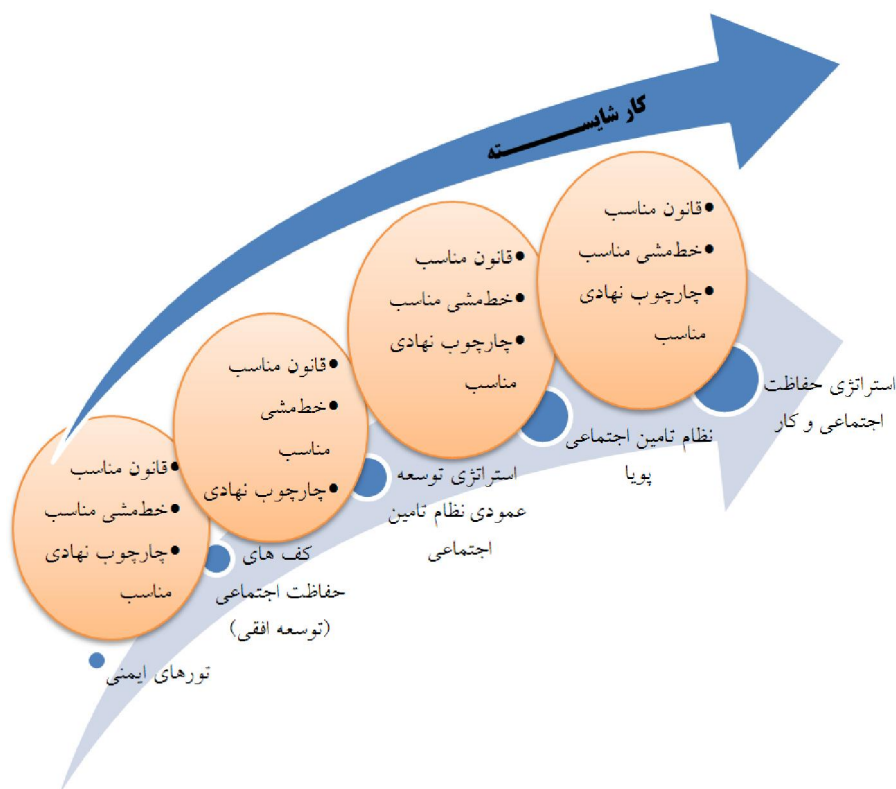 کار شایســـــــــته
•قانون مناسب
•خط‌مشی مناسب
•چارچوب نهادی
مناسب
•قانون مناسب
•خط‌مشی مناسب
•چارچوب نهادی
مناسب
•قانون مناسب
•خط‌مشی
مناسب
•چارچوب نهادی
•قانون مناسب
•خط‌مشی مناسب
•چارچوب نهادی
مناسب
استراتژی حفاظت
اجتماعی و کار
نظام تامین اجتماعی
پویا
استراتژی توسعه
عمودی نظام تامین
اجتماعی
کف های
حفاظت اجتماعی
(توسعه افقی)
تورهای ایمنی